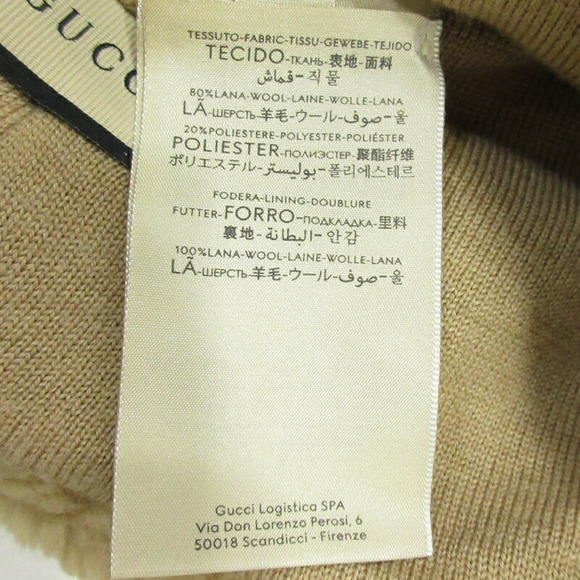 GUCC
TESSUTO-FABRIC-TISSU-GEWEBE-TEJIDO
TECIDO-ТКАНЬ-表地-面料
قماش-직물
80%LANA-WOOL-LAINE-WOLLE-LANA
LÃ-ШЕРСТЬ-羊毛-ウール-صوف-울
20%POLIESTERE-POLYESTER-POLIÉSTER
POLIESTER-ПОЛИЭСТЕР-聚酯纤维
ポリエステル-بوليستر-폴리에스테르
FODERA-LINING-DOUBLURE
FUTTER-FORRO-ПОДКЛАДКА-里料
裏地-البطانة-안감
100%LANA-WOOL-LAINE-WOLLE-LANA
LÃ-ШЕРСТЬ-羊毛-ウール-صوف-울
Gucci Logistica SPA
Via Don Lorenzo Perosi, 6
50018 Scandicci - Firenze